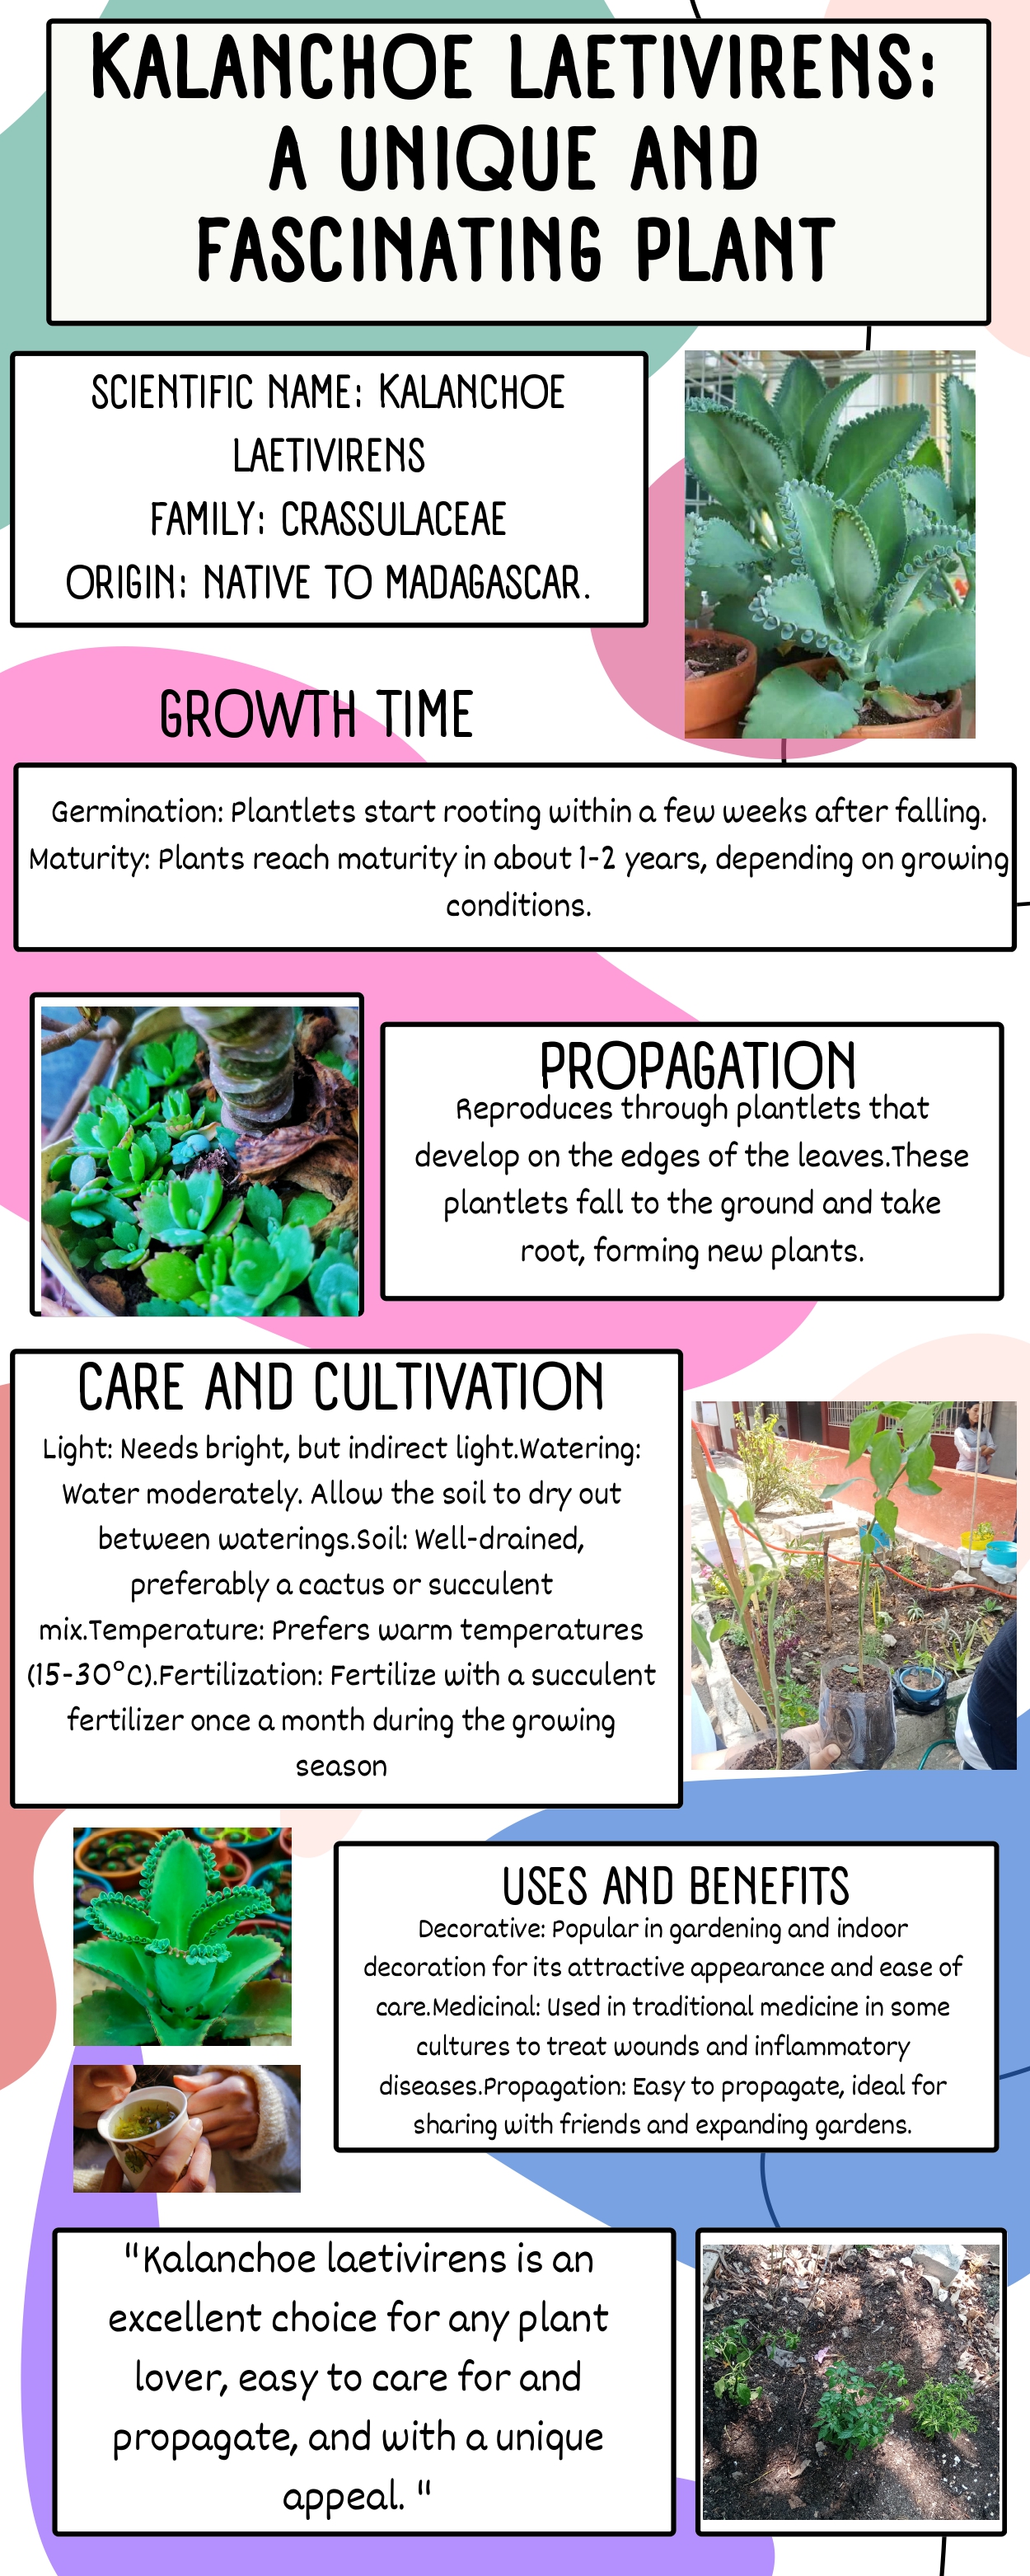 KALANCHOE LAETIVIRENS:
A UNIQUE AND
FASCINATING PLANT
SCIENTIFIC NAME: KALANCHOE
LAETIVIRENS
FAMILY: CRASSULACEAE
ORIGIN: NATIVE TO MADAGASCAR.
GROWTH TIME
Germination: Plantlets start rooting within a few weeks after falling.
Maturity: Plants reach maturity in about 1-2 years, depending on growing
conditions.
PROPAGATION
Reproduces through plantlets that
develop on the edges of the leaves.These
plantlets fall to the ground and take
root, forming new plants.
CARE AND CULTIVATION
Light: Needs bright, but indirect light.Watering:
Water moderately. Allow the soil to dry out
between waterings.Soil: Well-drained,
preferably a cactus or succulent
mix.Temperature: Prefers warm temperatures
(15-30°C).Fertilization: Fertilize with a succulent
fertilizer once a month during the growing
season
USES AND BENEFITS
Decorative: Popular in gardening and indoor
decoration for its attractive appearance and ease of
care.Medicinal: Used in traditional medicine in some
cultures to treat wounds and inflammatory
diseases.Propagation: Easy to propagate, ideal for
sharing with friends and expanding gardens.
"Kalanchoe laetivirens is an
excellent choice for any plant
lover, easy to care for and
propagate, and with a unique
appeal. "